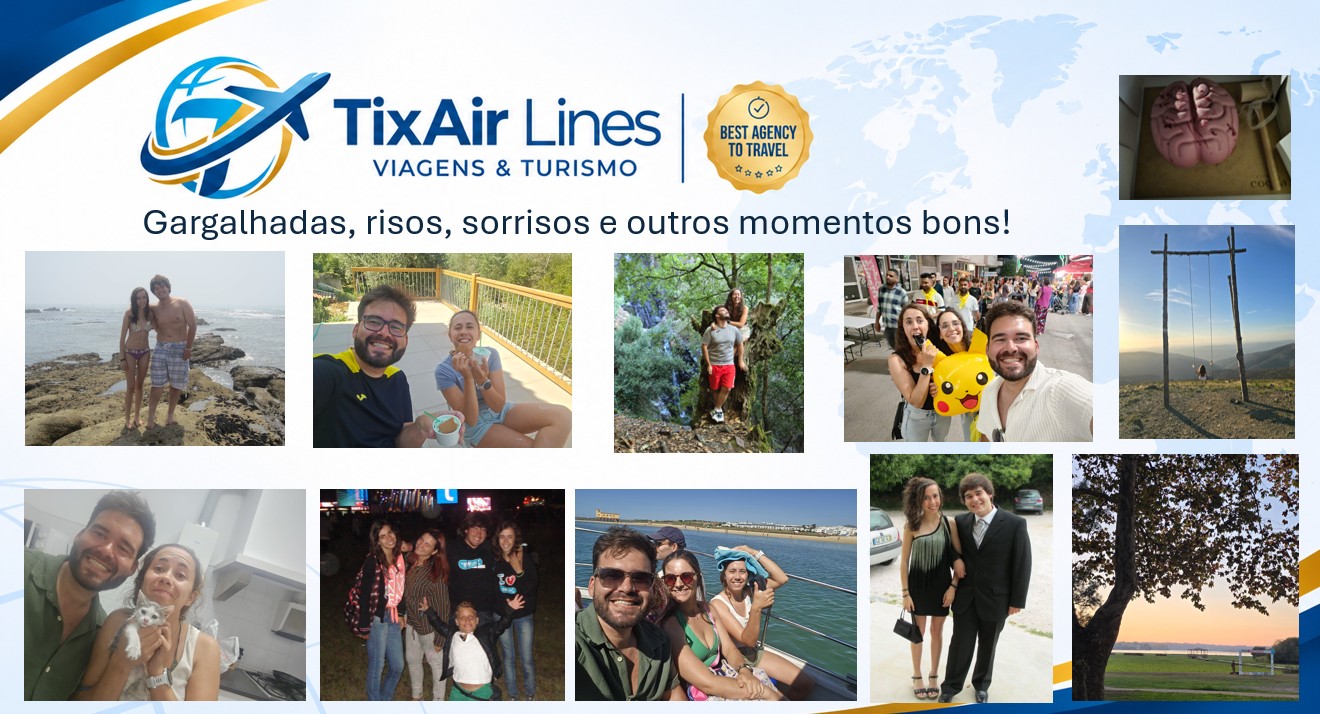 TixAir Lines
VIAGENS & TURISMO
BEST AGENCY
TO TRAVEL
Gargalhadas, risos, sorrisos e outros momentos bons!